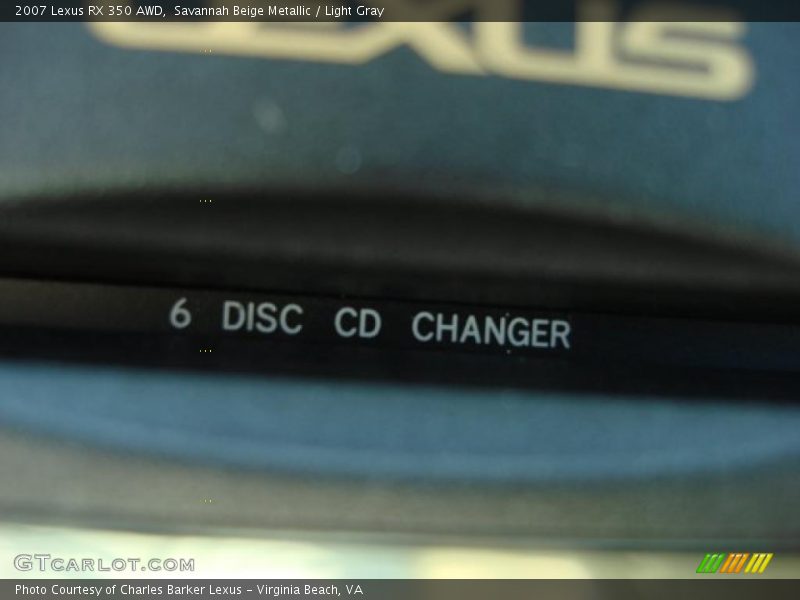 2007 Lexus RX 350 AWD, Savannah Beige Metallic / Light Gray
LEXUS
6 DISC CD CHANGER
GTCARLOT.COM
Photo Courtesy of Charles Barker Lexus - Virginia Beach, VA